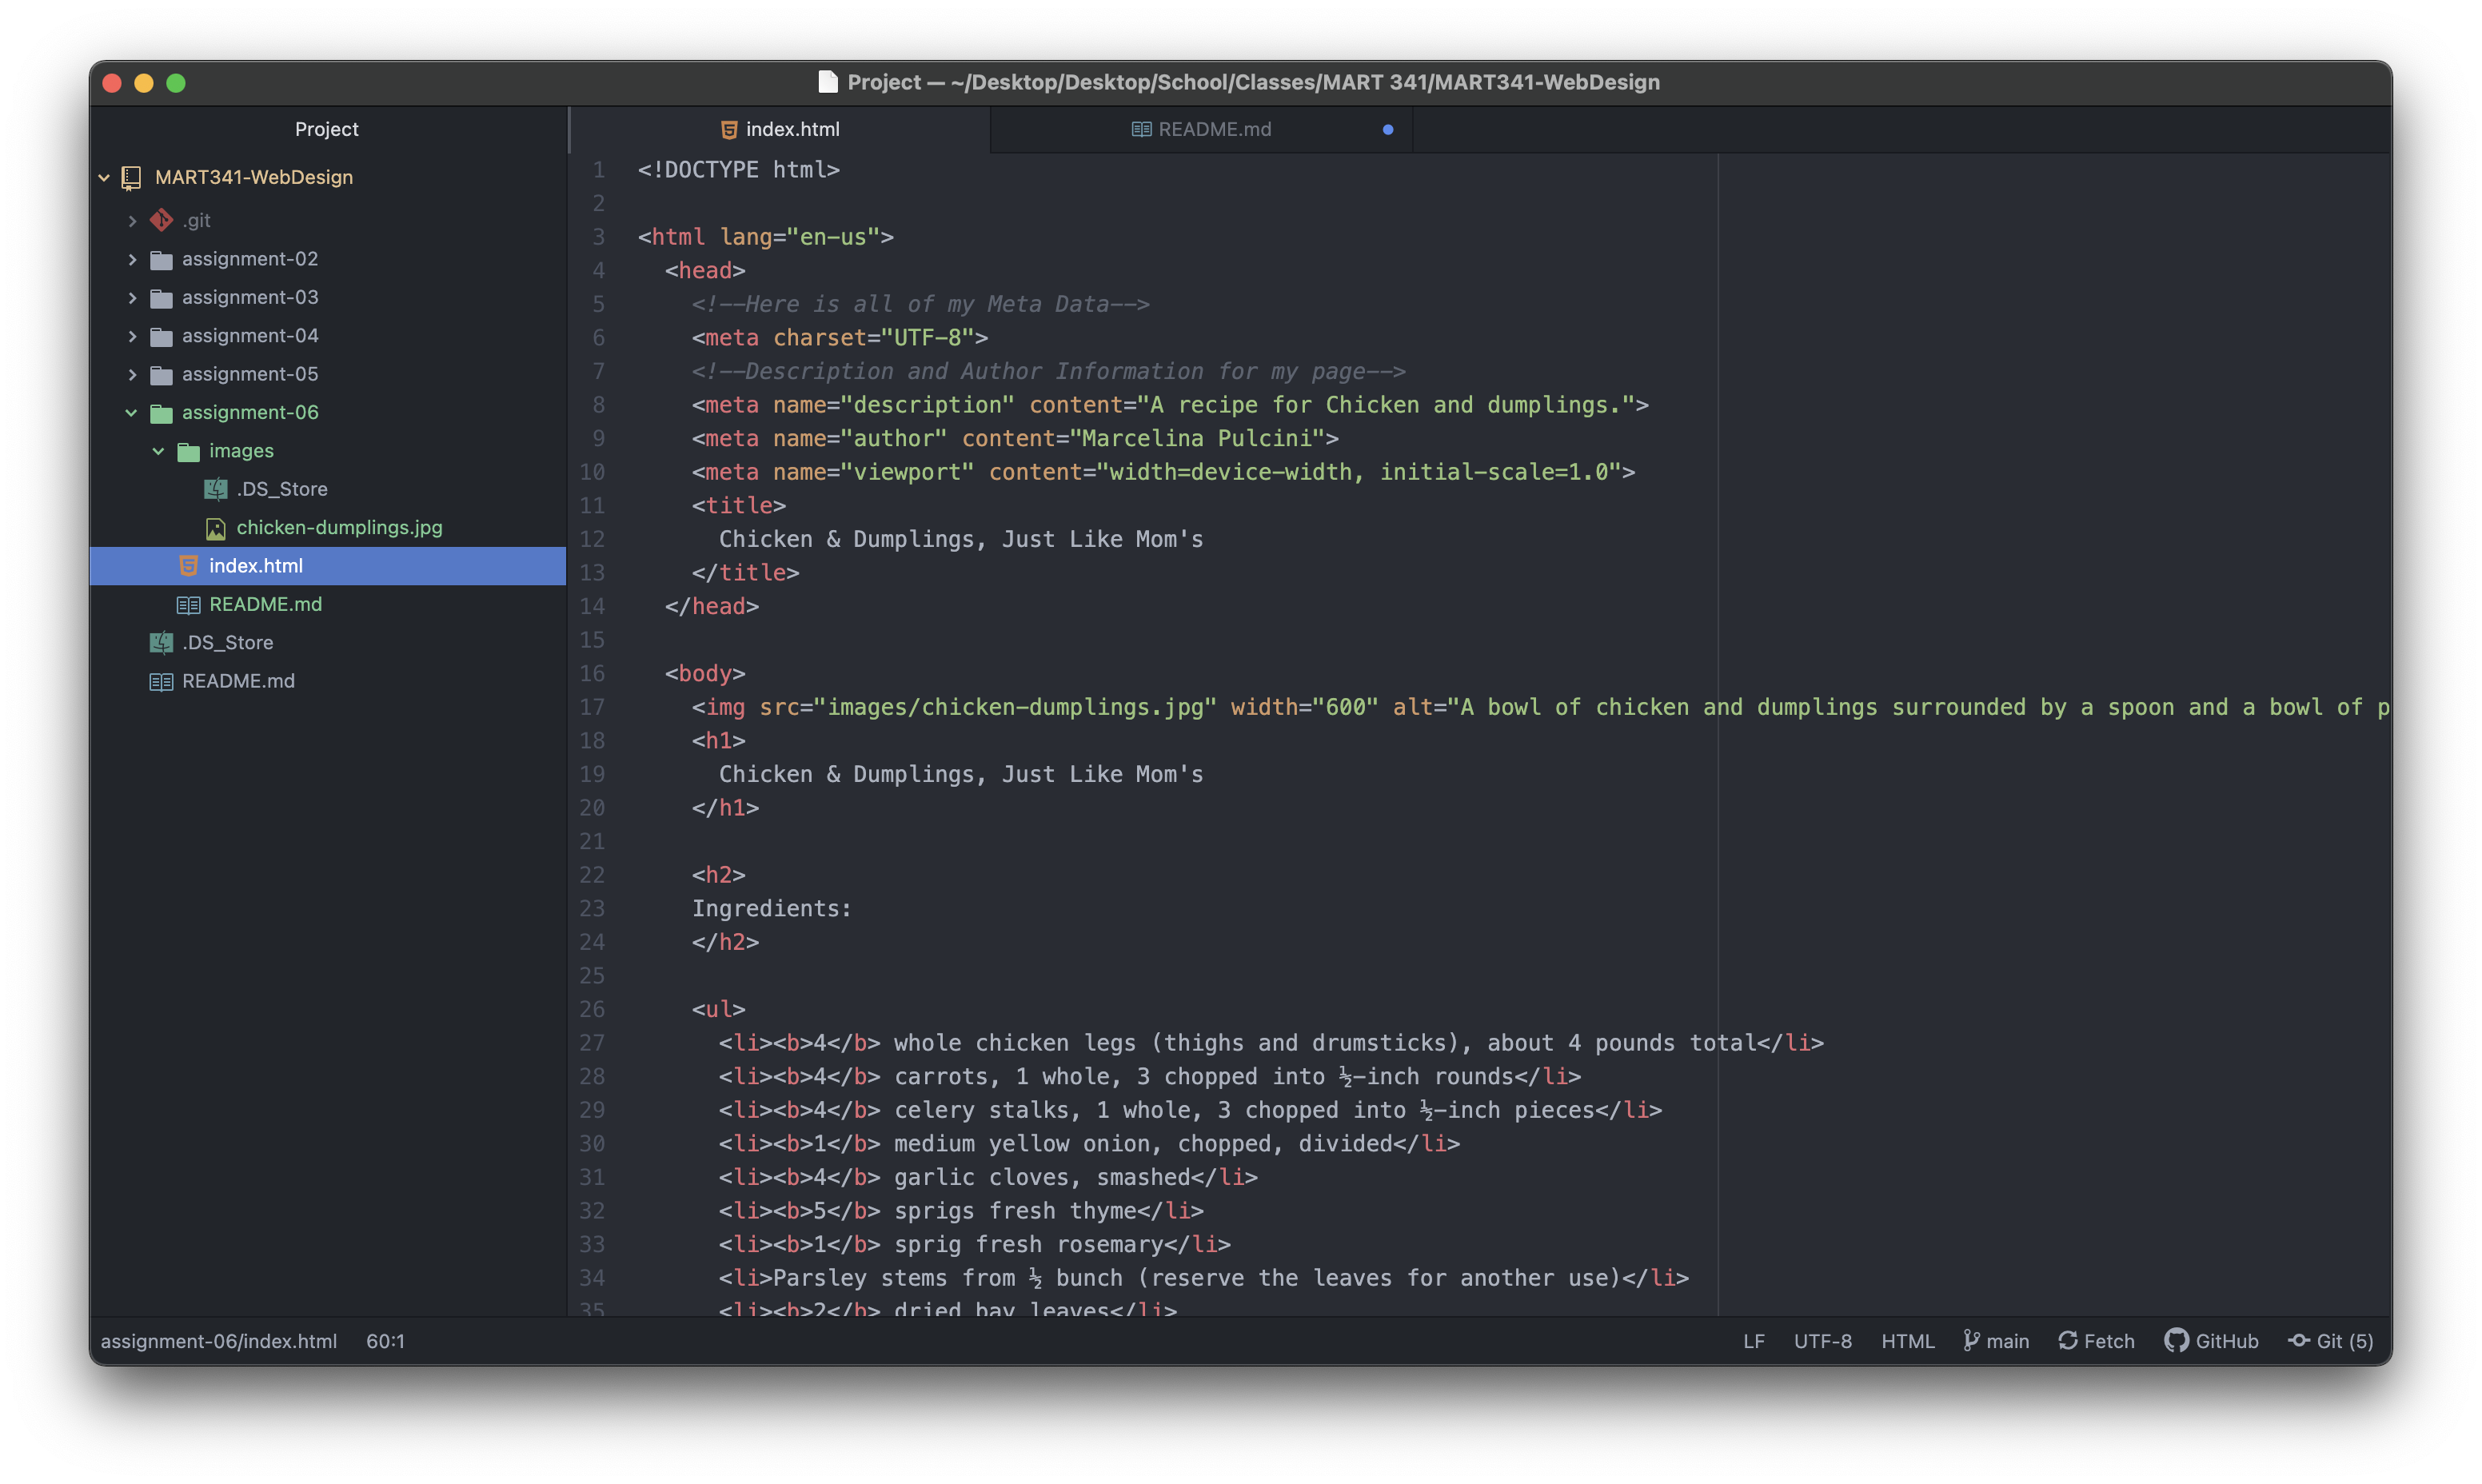 Project — ~/Desktop/Desktop/School/Classes/MART 341/MART341-WebDesign
Project
MART341-WebDesign
.git
assignment-02
assignment-03
assignment-04
assignment-05
assignment-06
images
.DS_Store
chicken-dumplings.jpg
index.html
README.md
.DS_Store
README.md
index.html
README.md
1 <!DOCTYPE html>
2
3 <html lang="en-us">
4 <head>
5 <!--Here is all of my Meta Data-->
6 <meta charset="UTF-8">
7 <!--Description and Author Information for my page-->
8 <meta name="description" content="A recipe for Chicken and dumplings.">
9 <meta name="author" content="Marcelina Pulcini">
10 <meta name="viewport" content="width=device-width, initial-scale=1.0">
11 <title>
12 Chicken & Dumplings, Just Like Mom's
13 </title>
14 </head>
15
16 <body>
17 <img src="images/chicken-dumplings.jpg" width="600" alt="A bowl of chicken and dumplings surrounded by a spoon and a bowl of p
18 <h1>
19 Chicken & Dumplings, Just Like Mom's
20 </h1>
21
22 <h2>
23 Ingredients:
24 </h2>
25
26 <ul>
27 <li><b>4</b> whole chicken legs (thighs and drumsticks), about 4 pounds total</li>
28 <li><b>4</b> carrots, 1 whole, 3 chopped into ½-inch rounds</li>
29 <li><b>4</b> celery stalks, 1 whole, 3 chopped into ½-inch pieces</li>
30 <li><b>1</b> medium yellow onion, chopped, divided</li>
31 <li><b>4</b> garlic cloves, smashed</li>
32 <li><b>5</b> sprigs fresh thyme</li>
33 <li><b>1</b> sprig fresh rosemary</li>
34 <li>Parsley stems from ½ bunch (reserve the leaves for another use)</li>
35 <li><b>2</b> dried bay leaves</li>
assignment-06/index.html 60:1 LF UTF-8 HTML main Fetch GitHub Git (5)